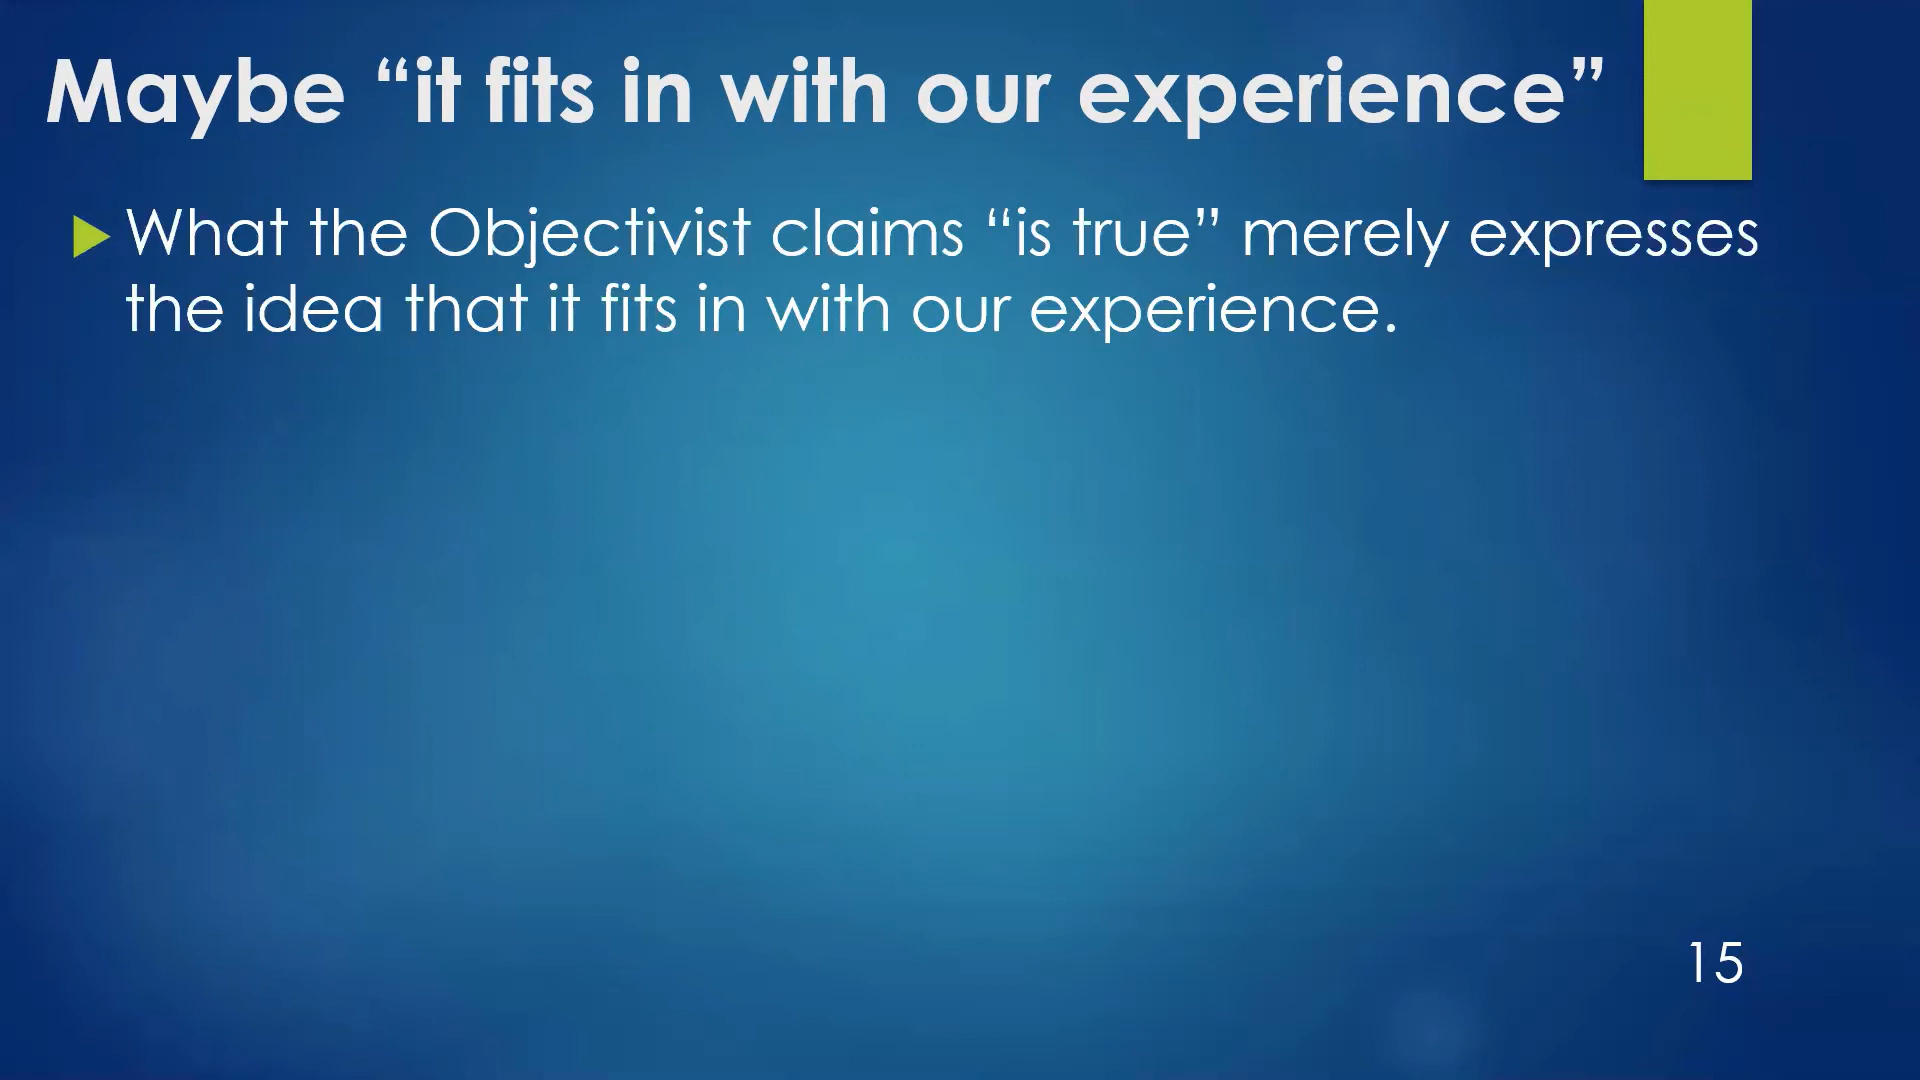 Maybe “it fits in with our experience”
What the Objectivist claims “is true” merely expresses
the idea that it fits in with our experience.
15